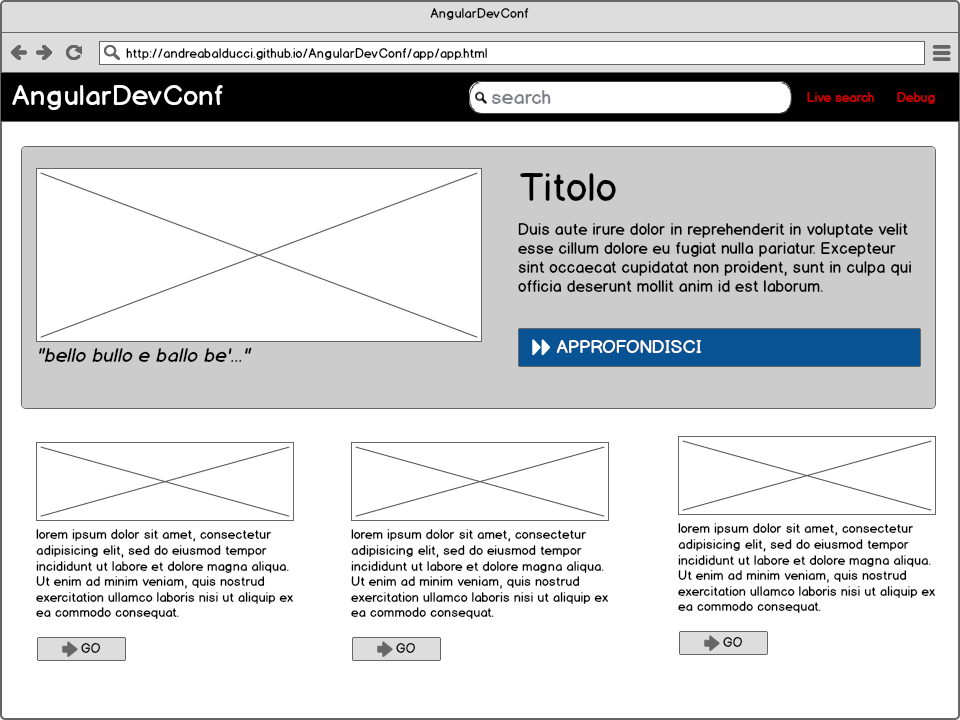 AngularDevConf
http://andreabalducci.github.io/AngularDevConf/app/app.html
AngularDevConf
search
Live search
Debug
Titolo
Duis aute irure dolor in reprehenderit in voluptate velit
esse cillum dolore eu fugiat nulla pariatur. Excepteur
sint occaecat cupidatat non proident, sunt in culpa qui
officia deserunt mollit anim id est laborum.
APPROFONDISCI
"bello bullo e ballo be'..."
lorem ipsum dolor sit amet, consectetur
adipisicing elit, sed do eiusmod tempor
incididunt ut labore et dolore magna aliqua.
Ut enim ad minim veniam, quis nostrud
exercitation ullamco laboris nisi ut aliquip ex
ea commodo consequat.
GO
lorem ipsum dolor sit amet, consectetur
adipisicing elit, sed do eiusmod tempor
incididunt ut labore et dolore magna aliqua.
Ut enim ad minim veniam, quis nostrud
exercitation ullamco laboris nisi ut aliquip ex
ea commodo consequat.
GO
lorem ipsum dolor sit amet, consectetur
adipisicing elit, sed do eiusmod tempor
incididunt ut labore et dolore magna aliqua.
Ut enim ad minim veniam, quis nostrud
exercitation ullamco laboris nisi ut aliquip ex
ea commodo consequat.
GO